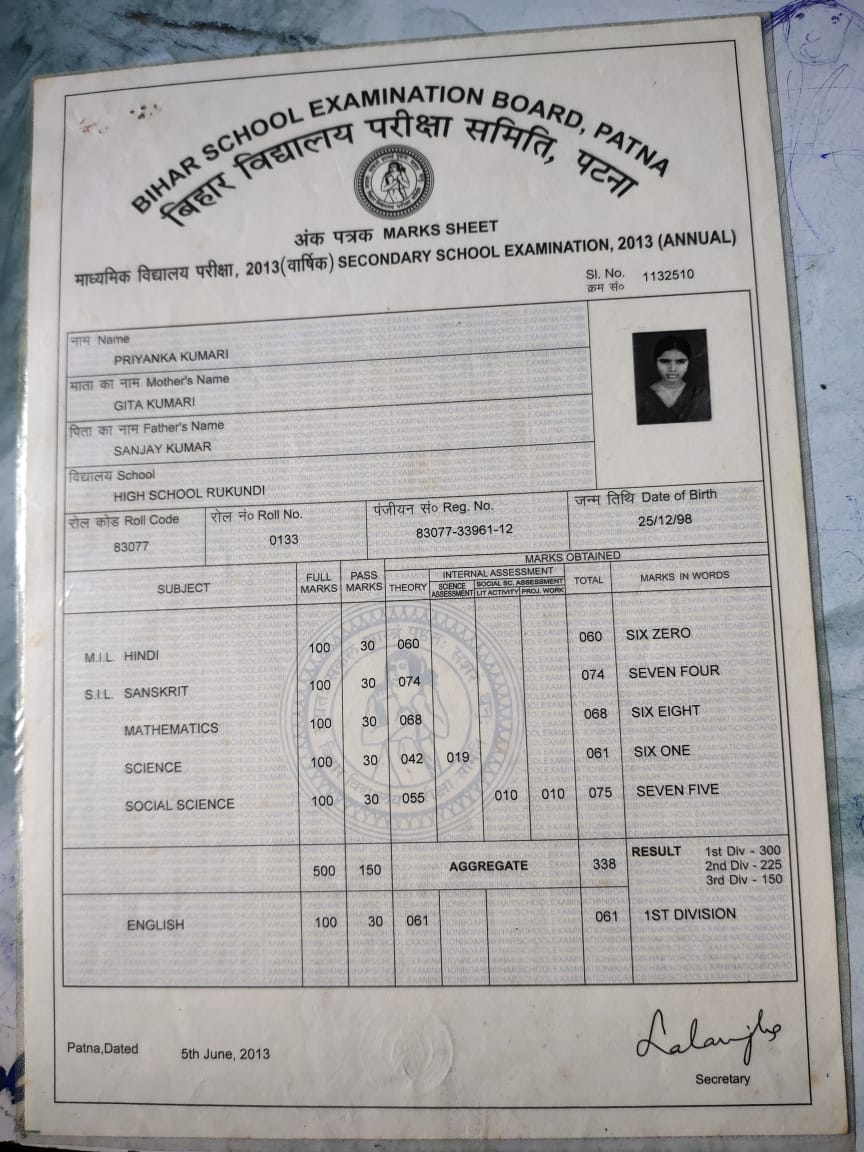 BIHAR SCHOOL EXAMINATION BOARD, PATNA
बिहार विद्यालय परीक्षा समिति, पटना
अंक पत्रक MARKS SHEET
माध्यमिक विद्यालय परीक्षा, 2013(वार्षिक) SECONDARY SCHOOL EXAMINATION, 2013 (ANNUAL)
Sl. No. 1132510
क्रम सं०
नाम Name
PRIYANKA KUMARI
माता का नाम Mother's Name
GITA KUMARI
पिता का नाम Father's Name
SANJAY KUMAR
विद्यालय School
HIGH SCHOOL RUKUNDI
रोल कोड Roll Code रोल नं० Roll No. पंजीयन सं० Reg. No. जन्म तिथि Date of Birth
83077 0133 83077-33961-12 25/12/98
MARKS OBTAINED
SUBJECT FULL MARKS PASS MARKS THEORY INTERNAL ASSESSMENT TOTAL MARKS IN WORDS
SCIENCE ASSESSMENT SOCIAL SC. ASSESSMENT
LIT ACTIVITY PROJ. WORK
M.I.L. HINDI 100 30 060 060 SIX ZERO
S.I.L. SANSKRIT 100 30 074 074 SEVEN FOUR
MATHEMATICS 100 30 068 068 SIX EIGHT
SCIENCE 100 30 042 019 061 SIX ONE
SOCIAL SCIENCE 100 30 055 010 010 075 SEVEN FIVE
500 150 AGGREGATE 338 RESULT 1st Div - 300
2nd Div - 225
3rd Div - 150
ENGLISH 100 30 061 061 1ST DIVISION
Patna,Dated 5th June, 2013
Secretary